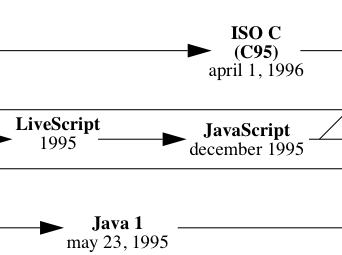 ISO C
(C95)
april 1, 1996
LiveScript
1995
JavaScript
december 1995
Java 1
may 23, 1995